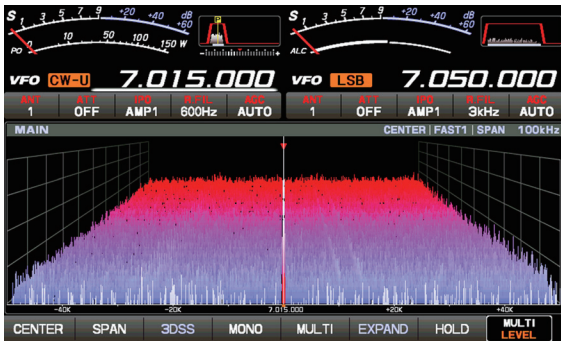 S 1 3 5 7 9 +20 +40 +60 dB
PO 0 10 50 100 150 W
P
S 1 3 5 7 9 +20 +40 +60 dB
ALC
VFO CW-U 7.015.000
VFO LSB 7.050.000
ANT ATT IPO R.FIL AGC
1 OFF AMP1 600Hz AUTO
ANT ATT IPO R.FIL AGC
1 OFF AMP1 3kHz AUTO
MAIN CENTER | FAST1 | SPAN 100kHz
-40K -20K 7.015.000 +20K +40K
CENTER SPAN 3DSS MONO MULTI EXPAND HOLD MULTI
LEVEL